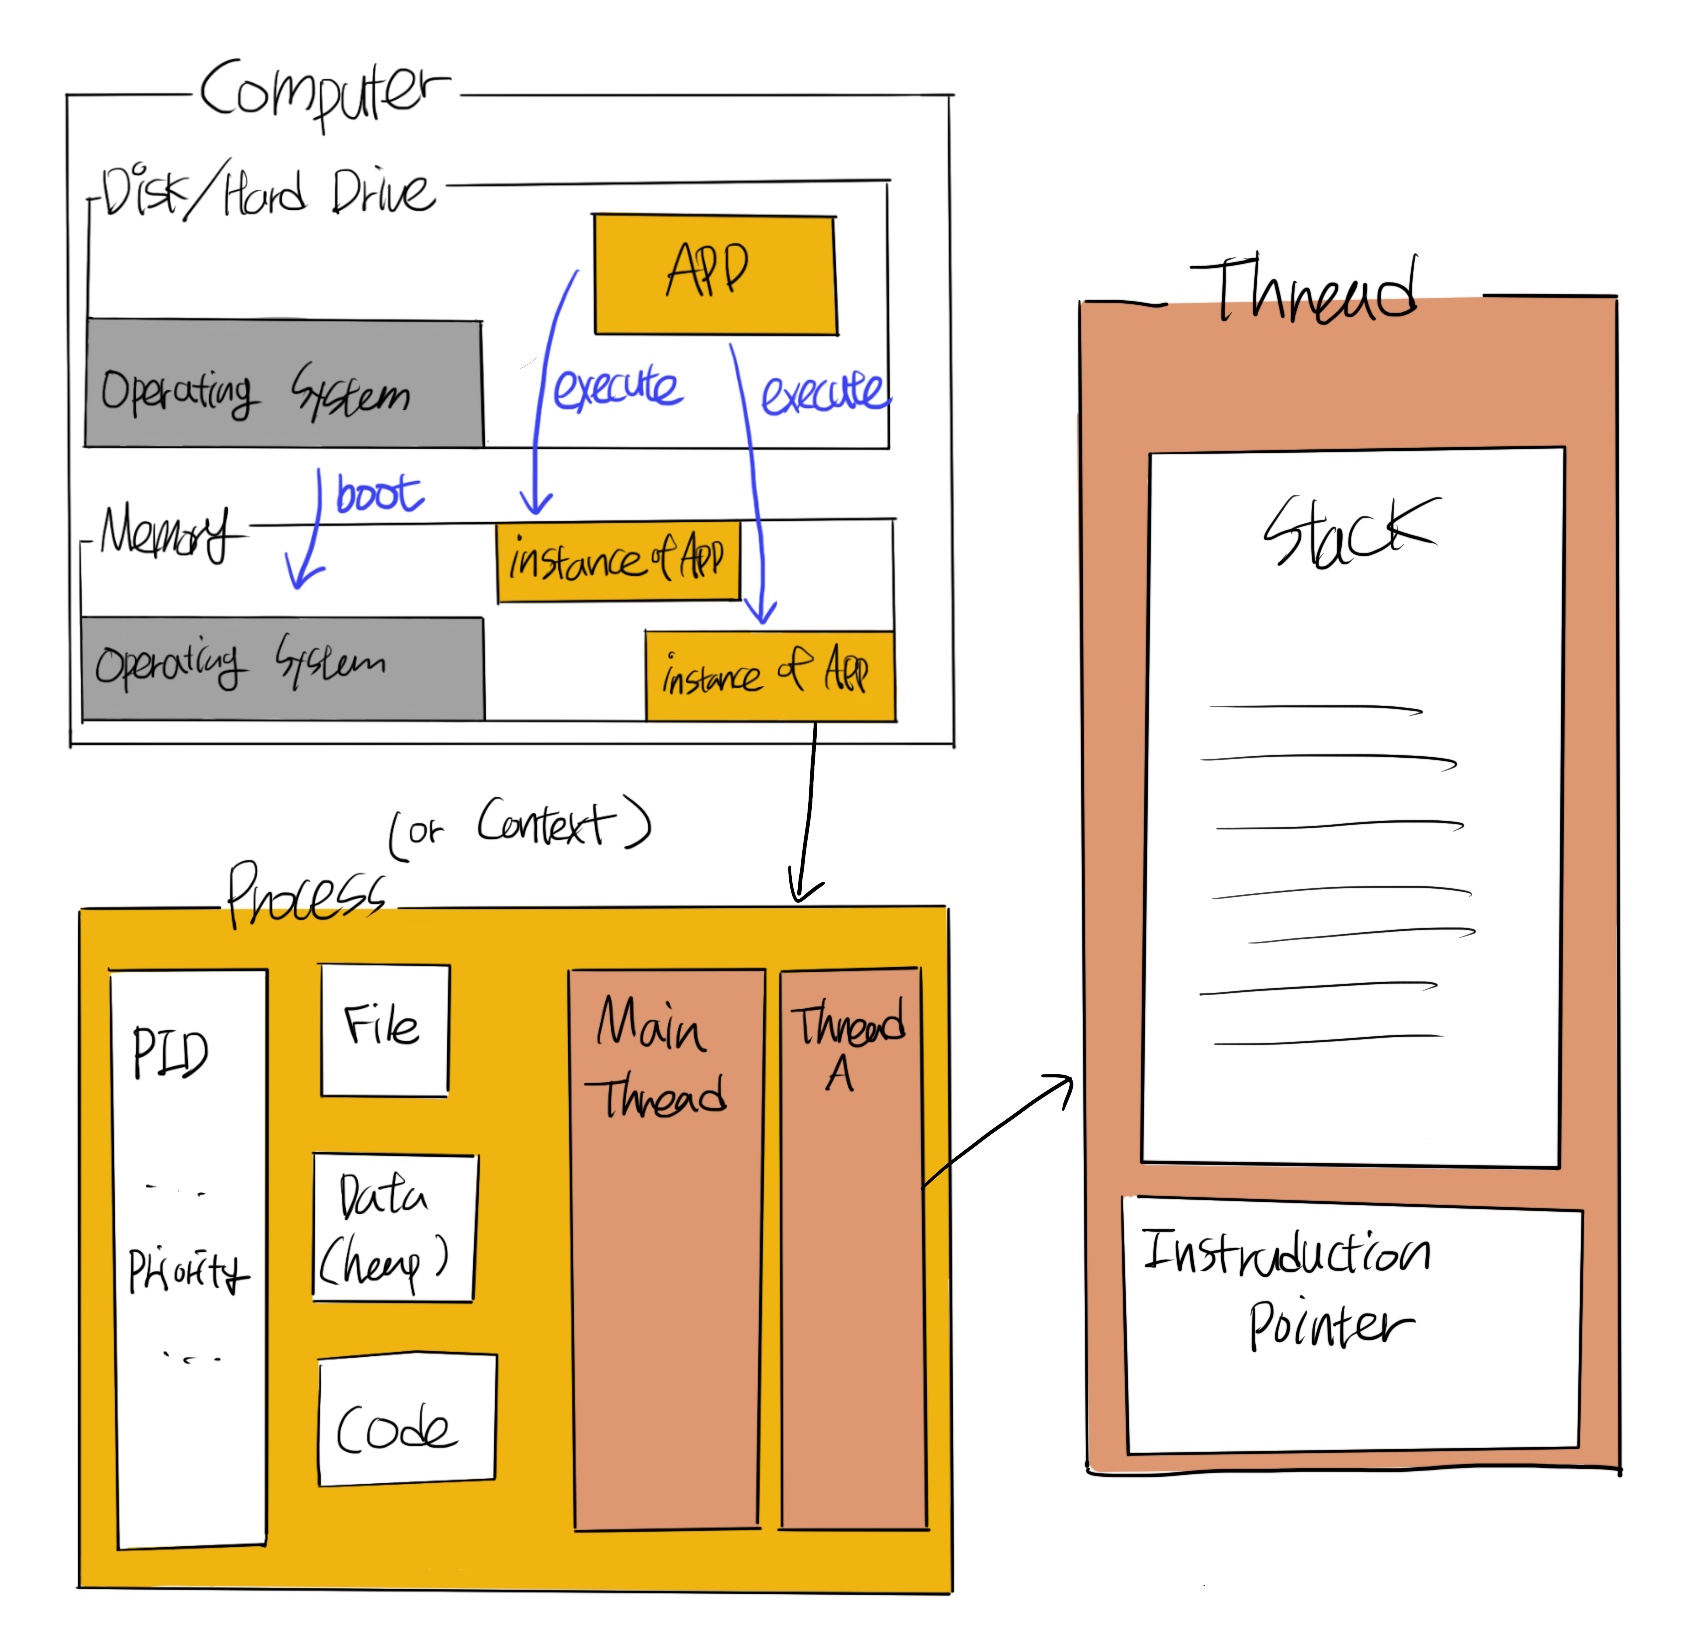 Computer
Disk/Hard Drive
APP
Operating System
execute
execute
boot
Memory
instance of APP
Operating System
instance of App
(or Context)
Process
PID
- . . .
Priority
. - .
File
Data
(heap)
Code
Main
Thread
Thread
A
Thread
Stack
Instruduction
Pointer